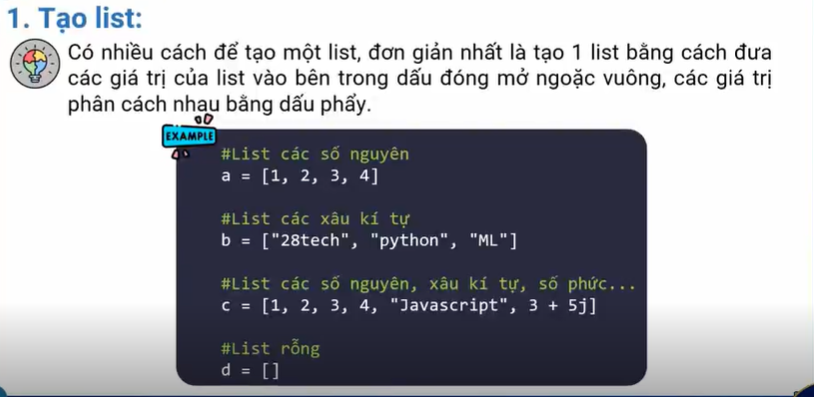 1. Tạo list:
Có nhiều cách để tạo một list, đơn giản nhất là tạo 1 list bằng cách đưa
các giá trị của list vào bên trong dấu đóng mở ngoặc vuông, các giá trị
phân cách nhau bằng dấu phẩy.
EXAMPLE
#List các số nguyên
a = [1, 2, 3, 4]
#List các xâu kí tự
b = ["28tech", "python", "ML"]
#List các số nguyên, xâu kí tự, số phức...
c = [1, 2, 3, 4, "Javascript", 3 + 5j]
#List rỗng
d = []